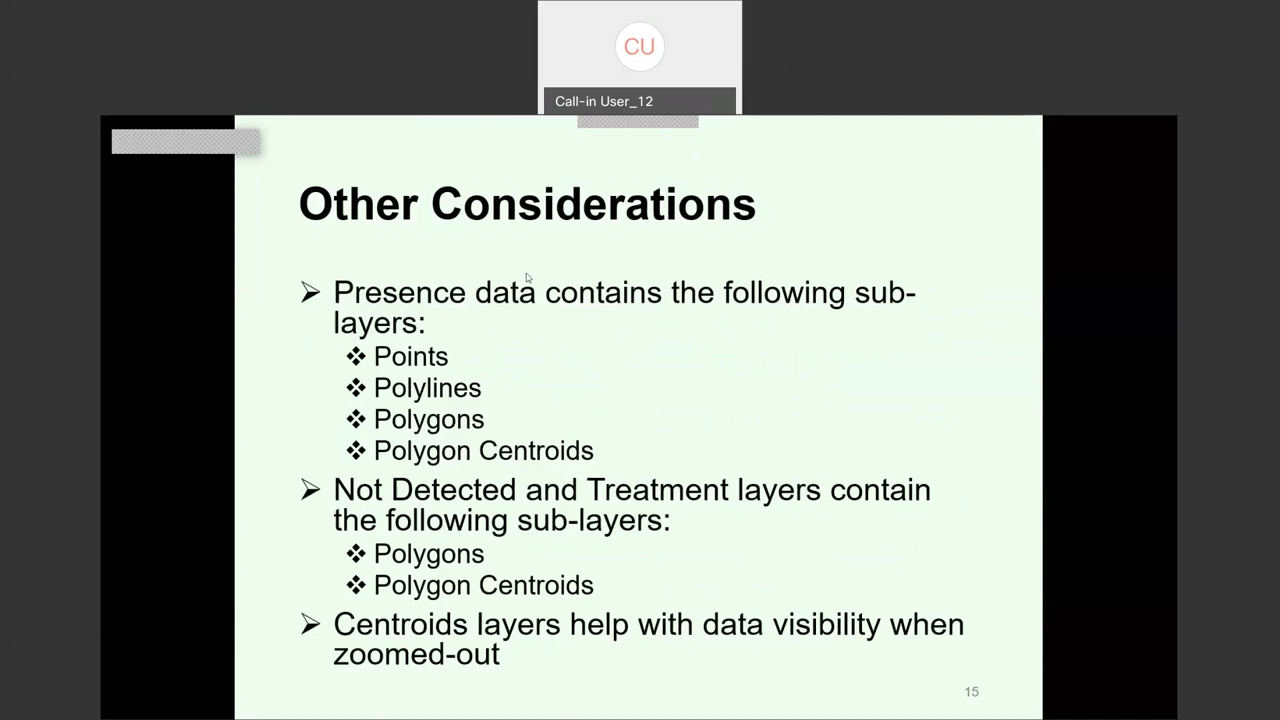 CU
Call-in User_12
Other Considerations
Presence data contains the following sub-
layers:
Points
Polylines
Polygons
Polygon Centroids
Not Detected and Treatment layers contain
the following sub-layers:
Polygons
Polygon Centroids
Centroids layers help with data visibility when
zoomed-out
15